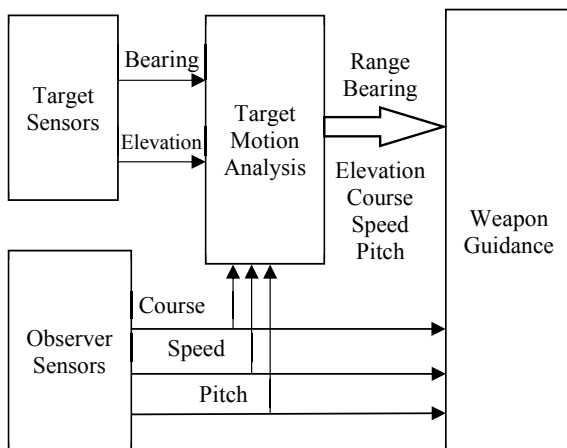 Target
Sensors
Bearing
Elevation
Target
Motion
Analysis
Range
Bearing
Elevation
Course
Speed
Pitch
Weapon
Guidance
Observer
Sensors
Course
Speed
Pitch